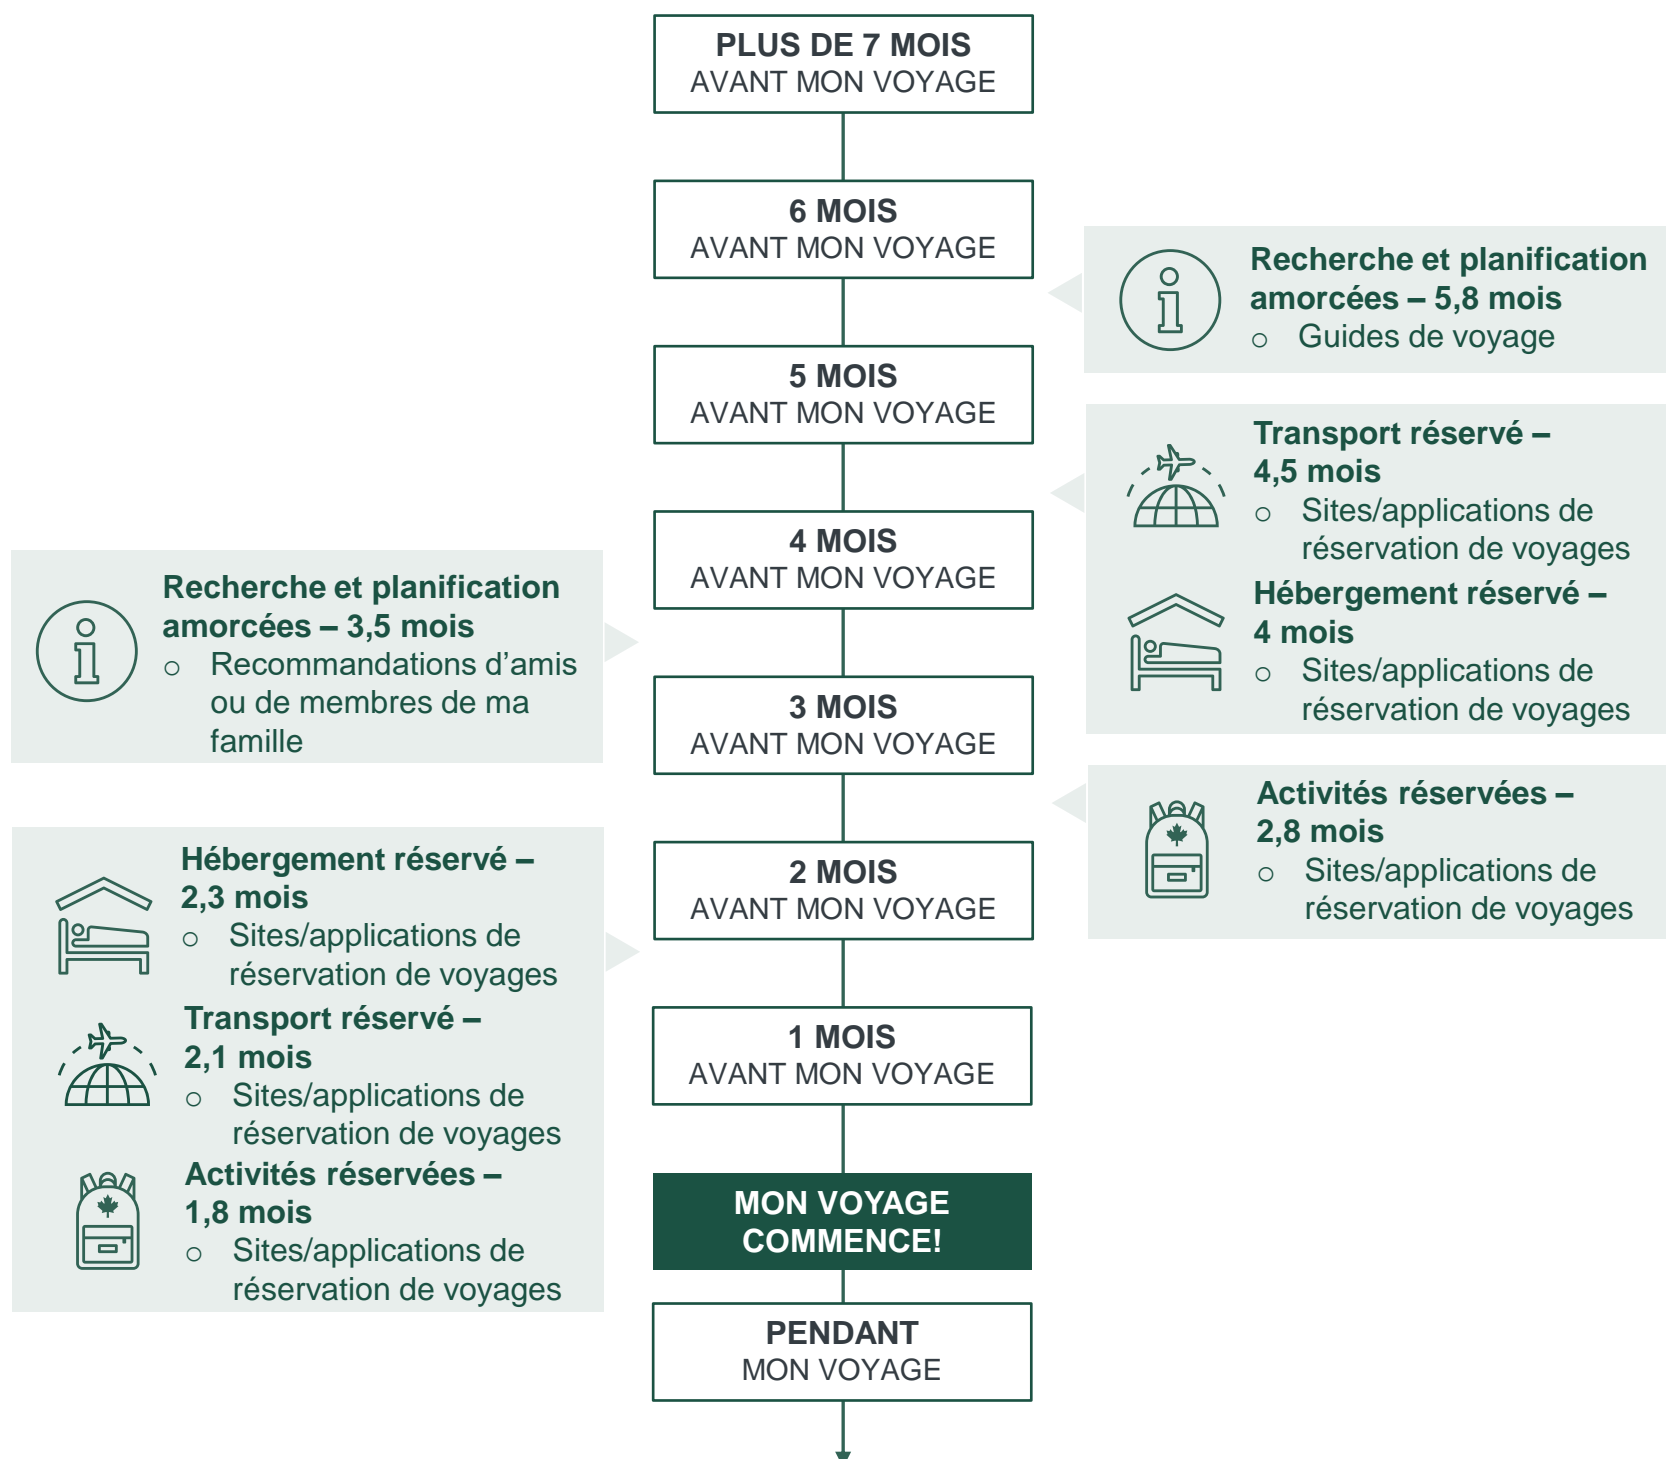 PLUS DE 7 MOIS
AVANT MON VOYAGE
6 MOIS
AVANT MON VOYAGE
Recherche et planification
amorcées – 5,8 mois
o Guides de voyage
5 MOIS
AVANT MON VOYAGE
Transport réservé –
4,5 mois
o Sites/applications de
réservation de voyages
Hébergement réservé –
4 mois
o Sites/applications de
réservation de voyages
4 MOIS
AVANT MON VOYAGE
Recherche et planification
amorcées – 3,5 mois
o Recommandations d’amis
ou de membres de ma
famille
3 MOIS
AVANT MON VOYAGE
Activités réservées –
2,8 mois
o Sites/applications de
réservation de voyages
2 MOIS
AVANT MON VOYAGE
Hébergement réservé –
2,3 mois
o Sites/applications de
réservation de voyages
Transport réservé –
2,1 mois
o Sites/applications de
réservation de voyages
Activités réservées –
1,8 mois
o Sites/applications de
réservation de voyages
1 MOIS
AVANT MON VOYAGE
MON VOYAGE
COMMENCE!
PENDANT
MON VOYAGE